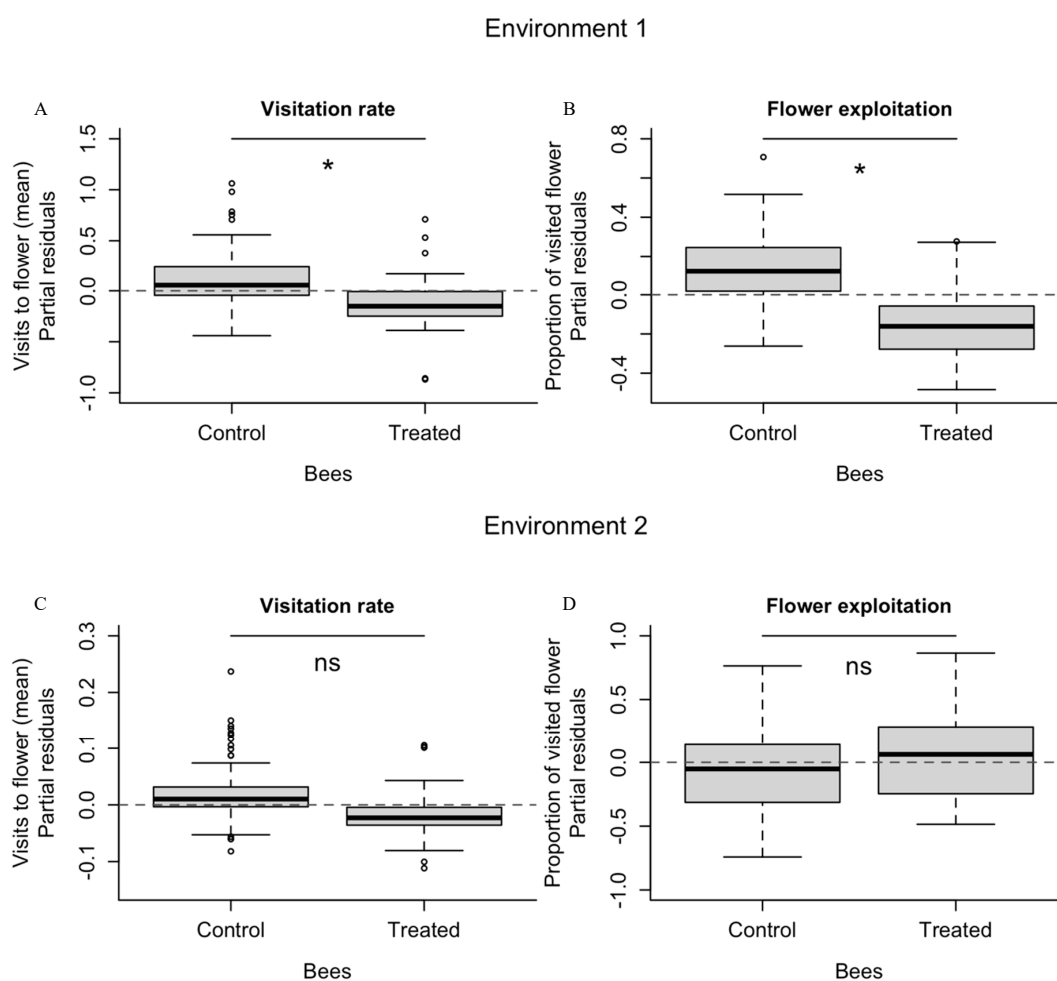 Environment 1
A
Visitation rate
Visits to flower (mean)
Partial residuals
1.5
1.0
0.5
0.0
-1.0
*
Control
Treated
Bees
B
Flower exploitation
Proportion of visited flower
Partial residuals
0.8
0.4
0.0
-0.4
*
Control
Treated
Bees
Environment 2
C
Visitation rate
Visits to flower (mean)
Partial residuals
0.3
0.2
0.1
0.0
-0.1
ns
Control
Treated
Bees
D
Flower exploitation
Proportion of visited flower
Partial residuals
1.0
0.5
0.0
-0.5
-1.0
ns
Control
Treated
Bees